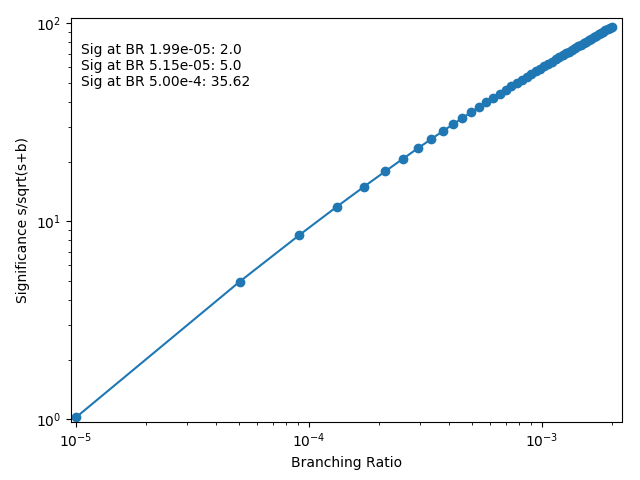 Sig at BR 1.99e-05: 2.0
Sig at BR 5.15e-05: 5.0
Sig at BR 5.00e-4: 35.62
Significance s/sqrt(s+b)
10²
10¹
10⁰
10⁻⁵
10⁻⁴
10⁻³
Branching Ratio